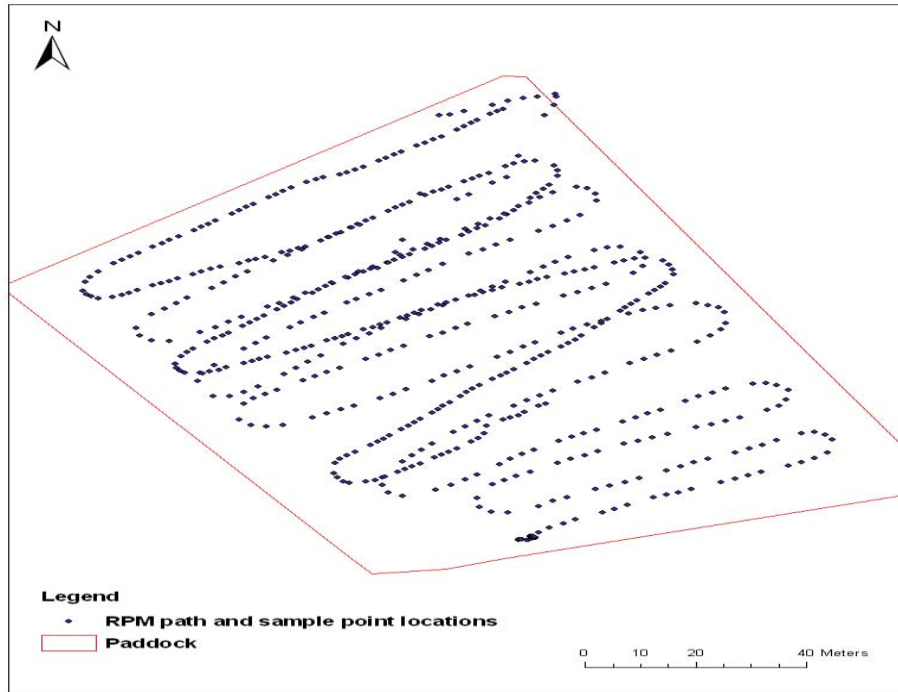 N
Legend
RPM path and sample point locations
Paddock
0 10 20 40 Meters